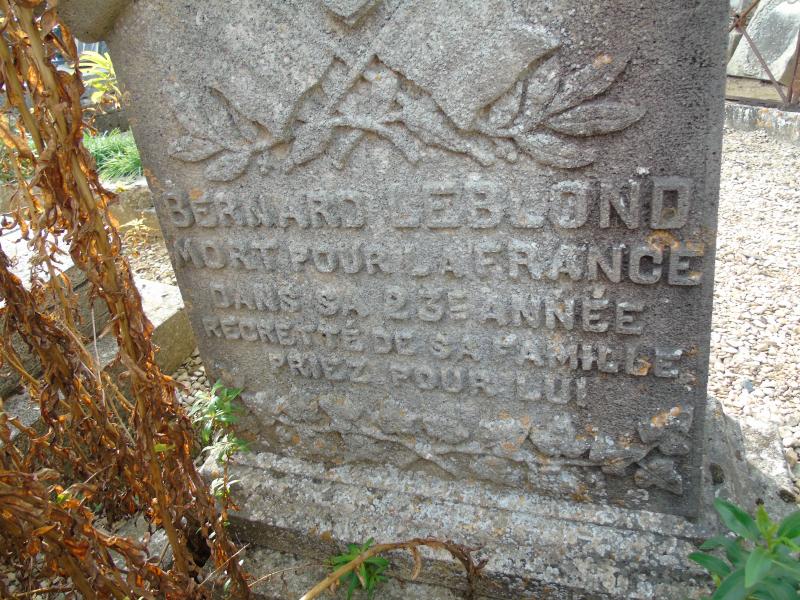 BERNARD LEBLOND
MORT POUR LA FRANCE
DANS SA 23E ANNÉE
REGRETTÉ DE SA FAMILLE
PRIEZ POUR LUI